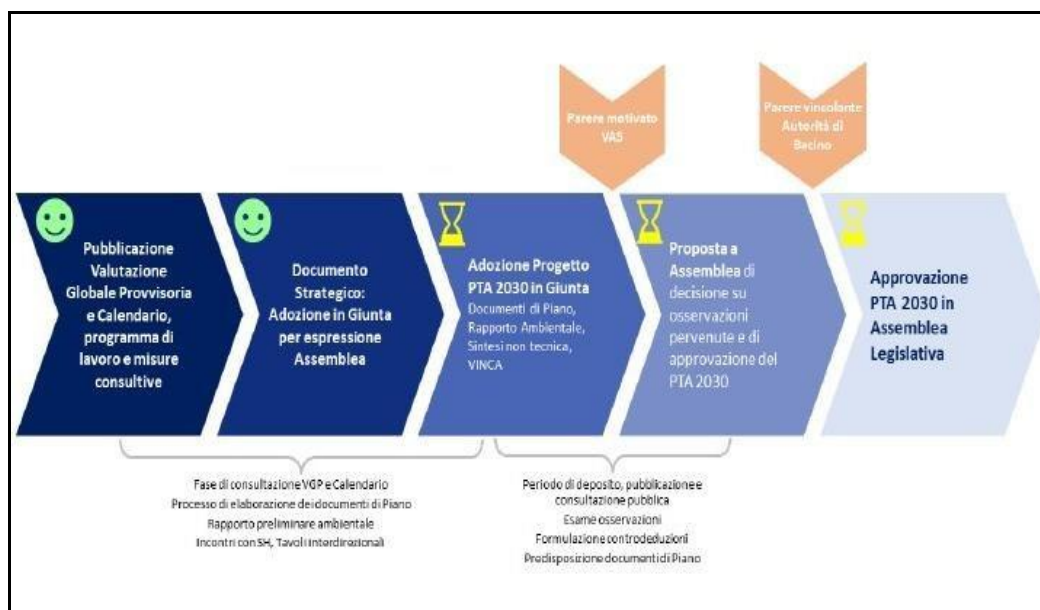 Parere motivato
VAS
Parere vincolante
Autorità di
Bacino
Pubblicazione
Valutazione
Globale Provvisoria
e Calendario,
programma di
lavoro e misure
consultive
Documento
Strategico:
Adozione in Giunta
per espressione
Assemblea
Adozione Progetto
PTA 2030 in Giunta
Documenti di Piano,
Rapporto Ambientale,
Sintesi non tecnica,
VINCA
Proposta a
Assemblea di
decisione su
osservazioni
pervenute e di
approvazione del
PTA 2030
Approvazione
PTA 2030 in
Assemblea
Legislativa
Fase di consultazione VGP e Calendario
Processo di elaborazione dei documenti di Piano
Rapporto preliminare ambientale
Incontri con SH, Tavoli interdirezionali
Periodo di deposito, pubblicazione e
consultazione pubblica
Esame osservazioni
Formulazione controdeduzioni
Predisposizione documenti di Piano